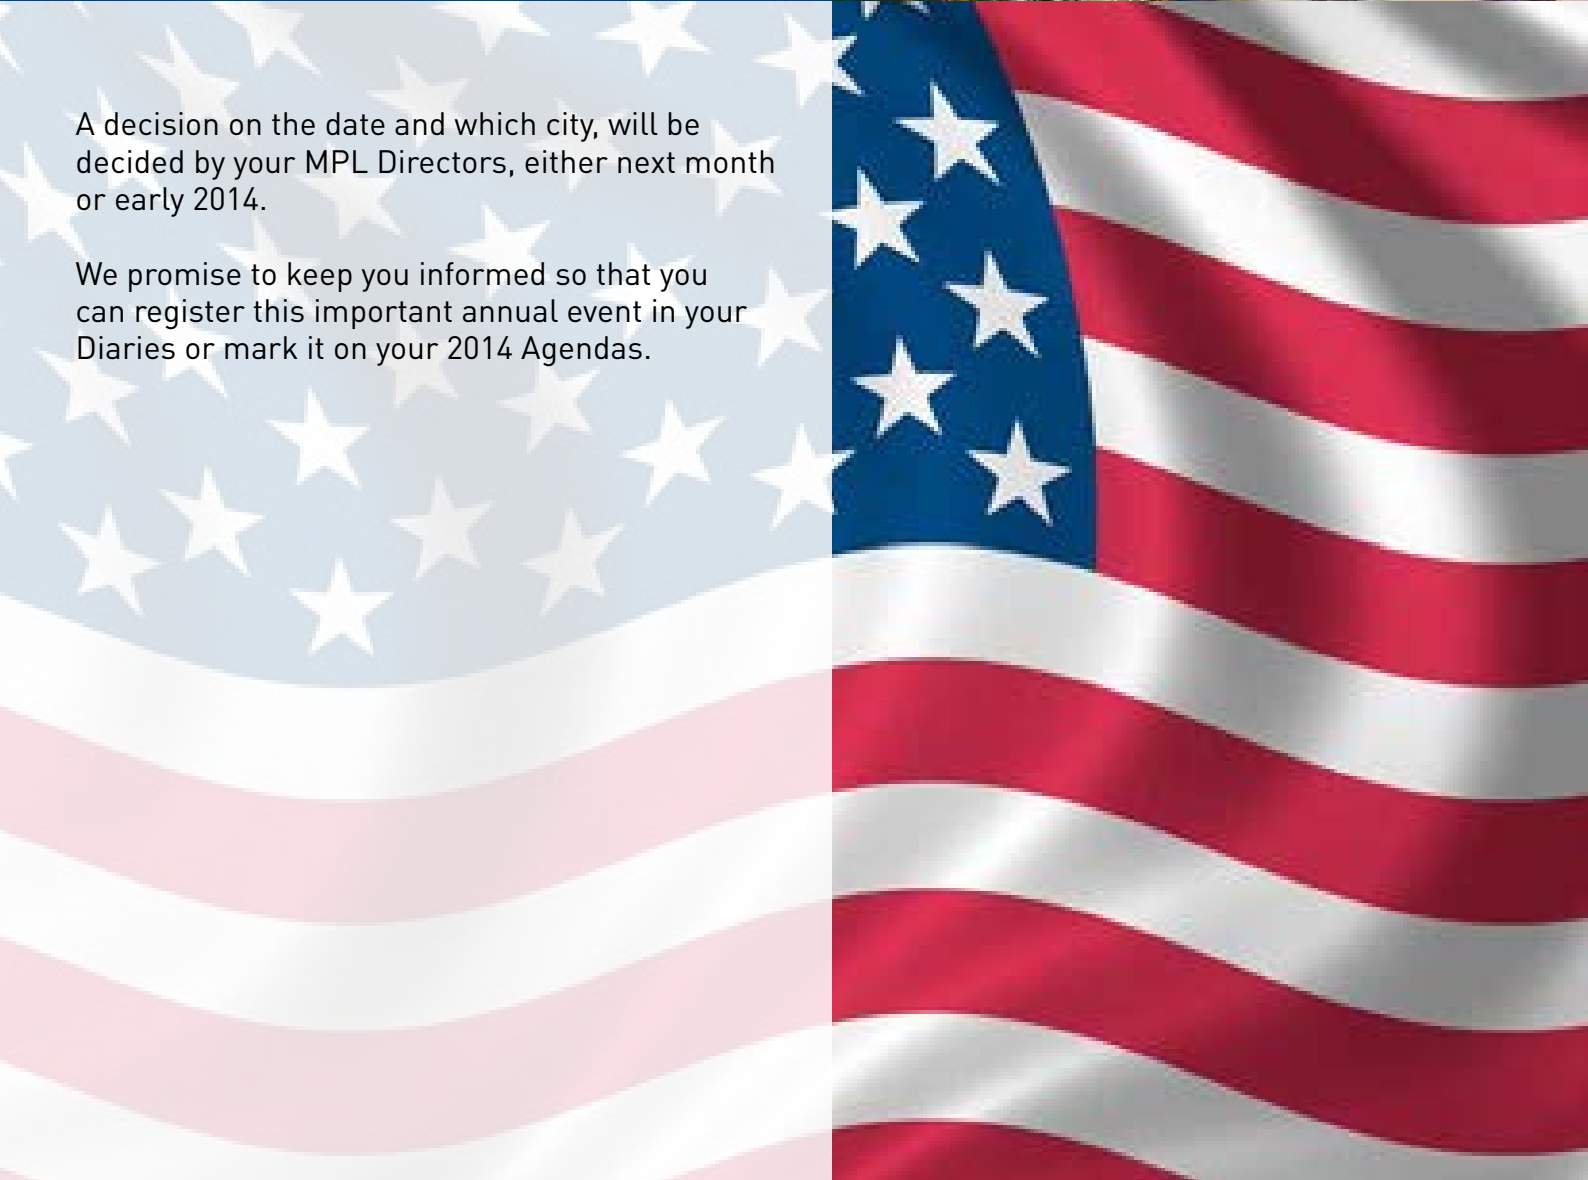 A decision on the date and which city, will be
decided by your MPL Directors, either next month
or early 2014.
We promise to keep you informed so that you
can register this important annual event in your
Diaries or mark it on your 2014 Agendas.